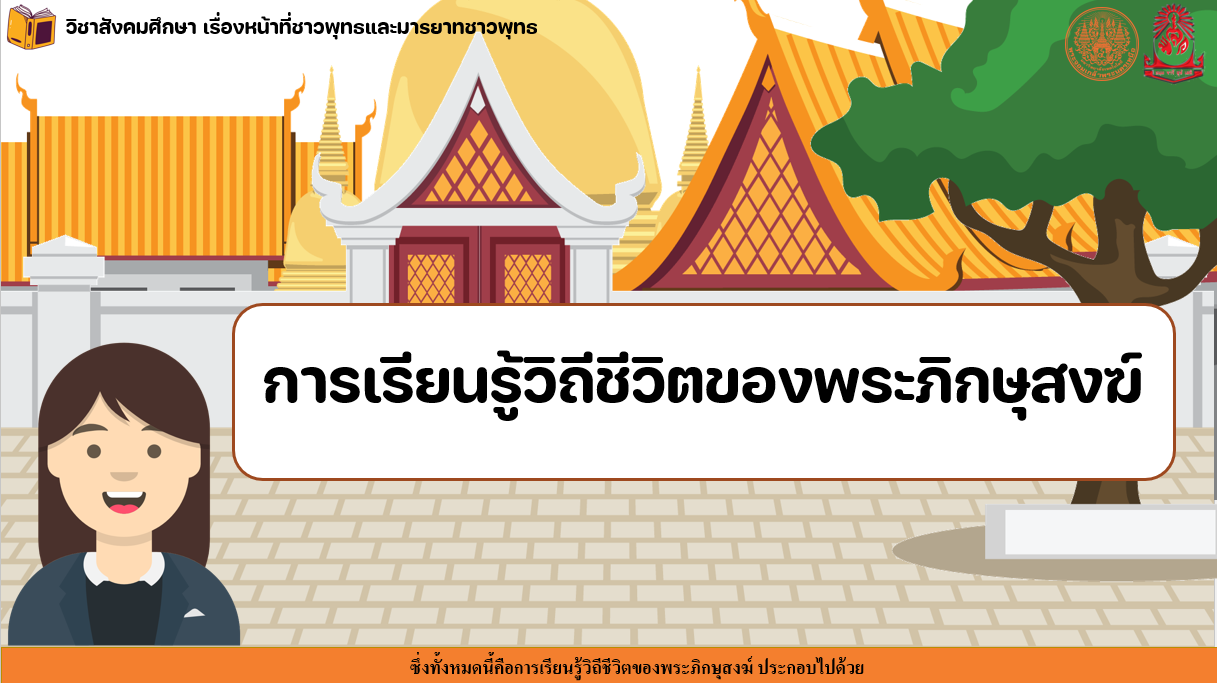 วิชาสังคมศึกษา เรื่องหน้าที่ชาวพุทธและมารยาทชาวพุทธ
การเรียนรู้วิถีชีวิตของพระภิกษุสงฆ์
ซึ่งทั้งหมดนี้คือการเรียนรู้วิถีชีวิตของพระภิกษุสงฆ์ ประกอบไปด้วย